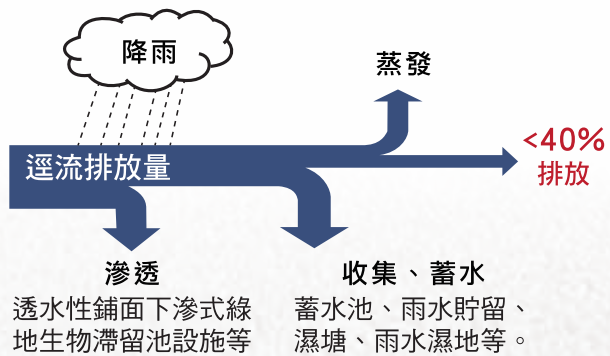 降雨
蒸發
<40%
排放
逕流排放量
滲透
透水性鋪面下滲式綠
地生物滯留池設施等
收集、蓄水
蓄水池、雨水貯留、
濕塘、雨水濕地等。